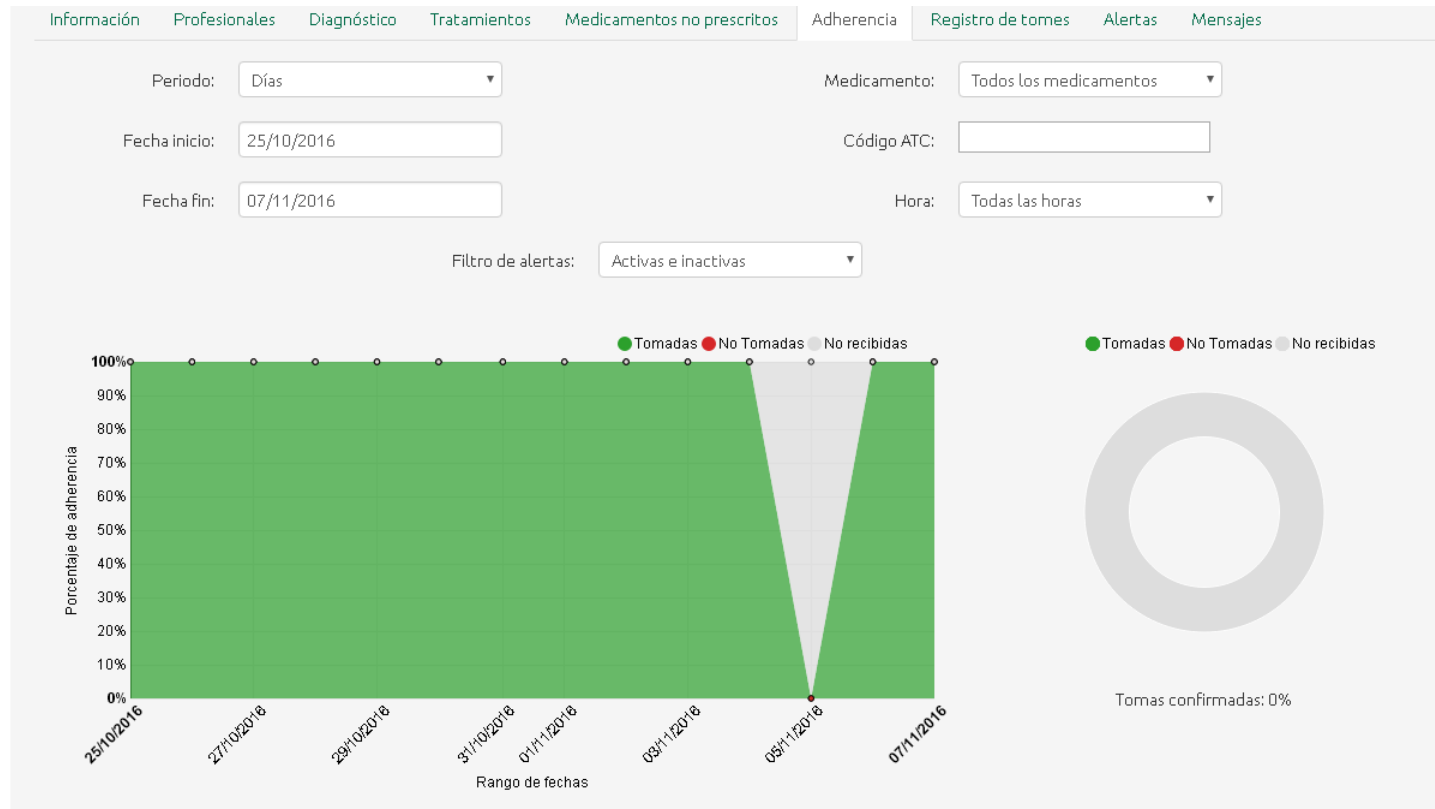 Información Profesionales Diagnóstico Tratamientos Medicamentos no prescritos Adherencia Registro de tomes Alertas Mensajes
Periodo: Días Medicamento: Todos los medicamentos
Fecha inicio: 25/10/2016 Código ATC:
Fecha fin: 07/11/2016 Hora: Todas las horas
Filtro de alertas: Activas e inactivas
Tomadas No Tomadas No recibidas
100%
90%
80%
70%
60%
50%
40%
30%
20%
10%
0%
Porcentaje de adherencia
25/10/2016 27/10/2016 29/10/2016 31/10/2016 01/11/2016 03/11/2016 05/11/2016 07/11/2016
Rango de fechas
Tomadas No Tomadas No recibidas
Tomas confirmadas: 0%